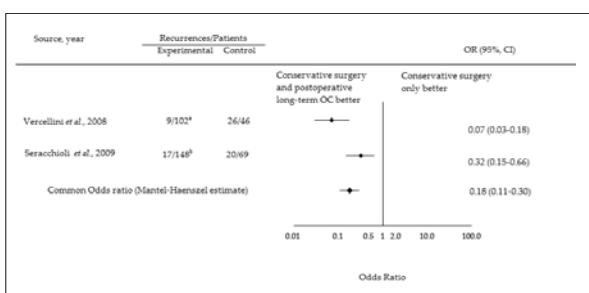 Source, year Recurrences/Patients
Experimental Control OR (95%, CI)
Conservative surgery Conservative surgery
and postoperative only better
long-term OC better
Vercellini et al., 2008 9/102a 26/46
0.07 (0.03-0.18)
Seracchioli et al., 2009 17/148b 20/69
0.32 (0.15-0.66)
Common Odds ratio (Mantel-Haenszel estimate) 0.18 (0.11-0.30)
0.01 0.1 0.5 1 2.0 10.0 100.0
Odds Ratio